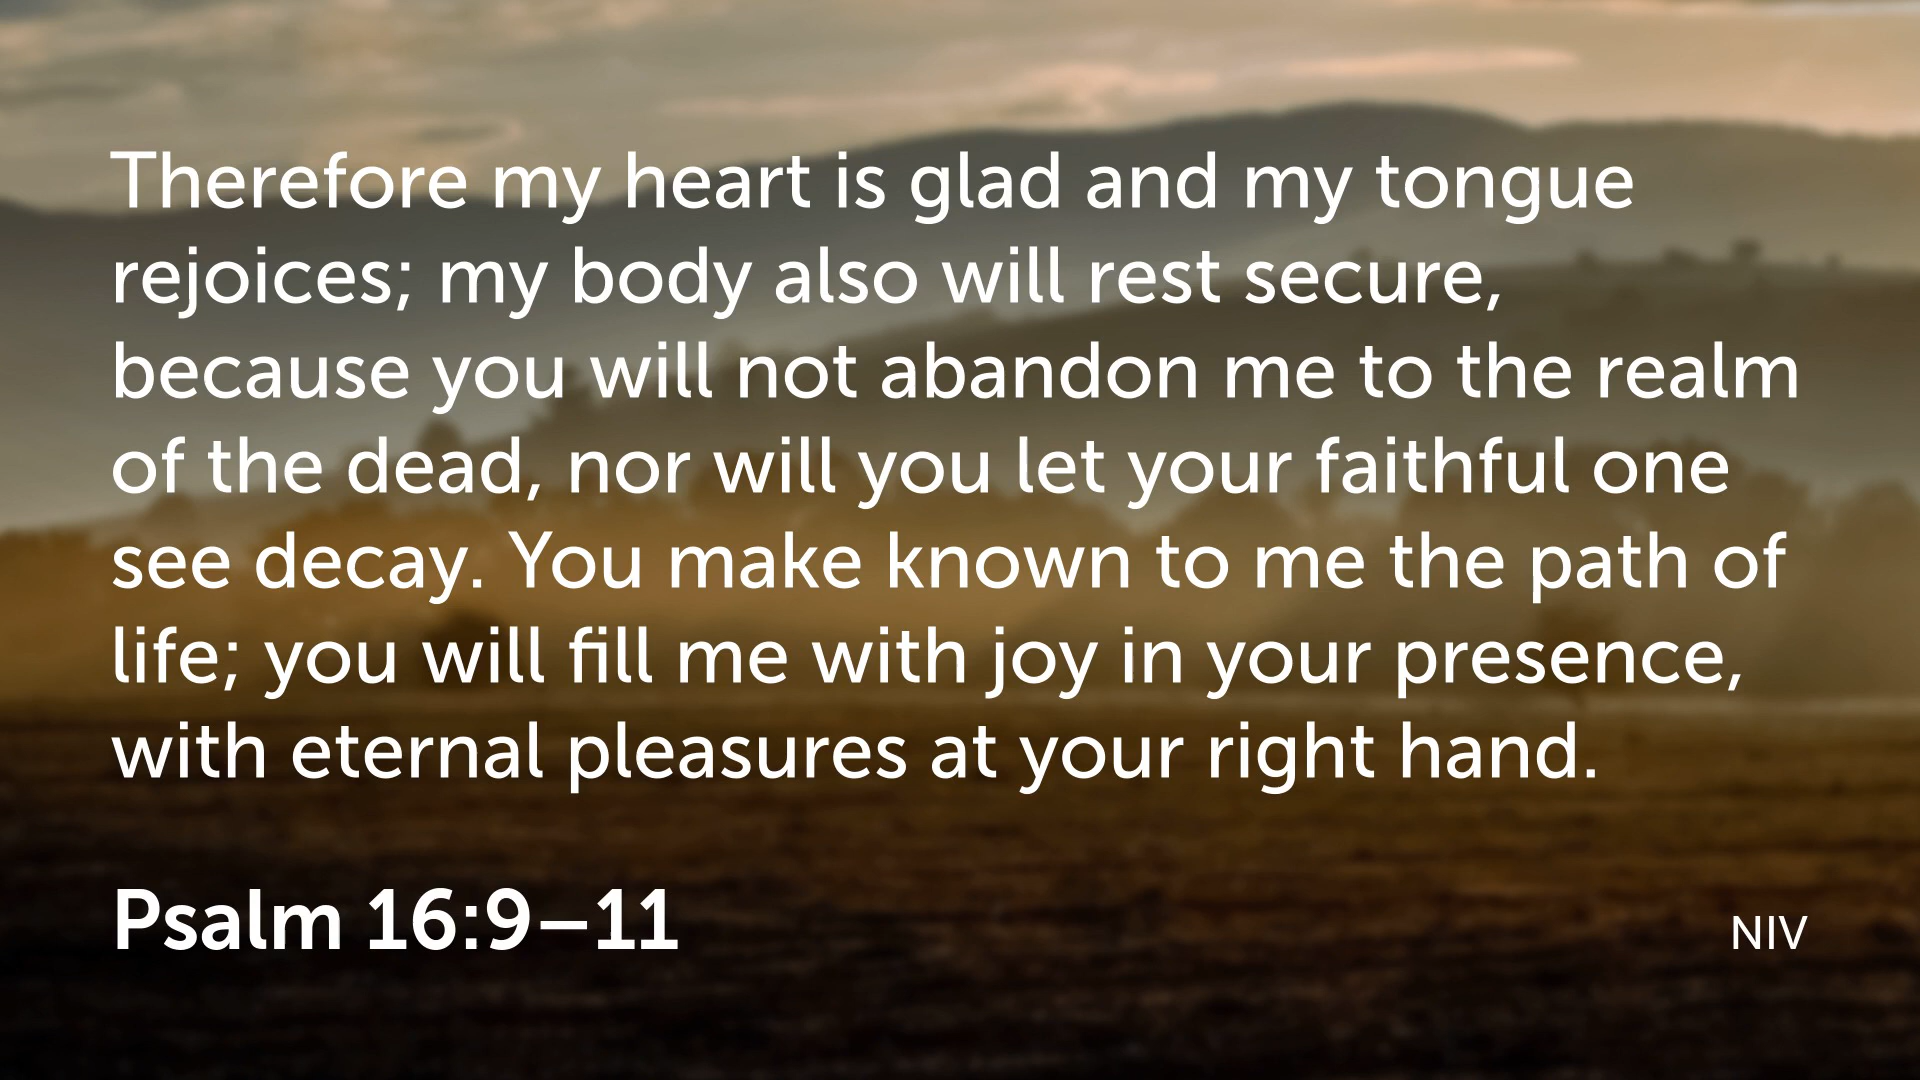 Therefore my heart is glad and my tongue
rejoices; my body also will rest secure,
because you will not abandon me to the realm
of the dead, nor will you let your faithful one
see decay. You make known to me the path of
life; you will fill me with joy in your presence,
with eternal pleasures at your right hand.
Psalm 16:9–11
NIV